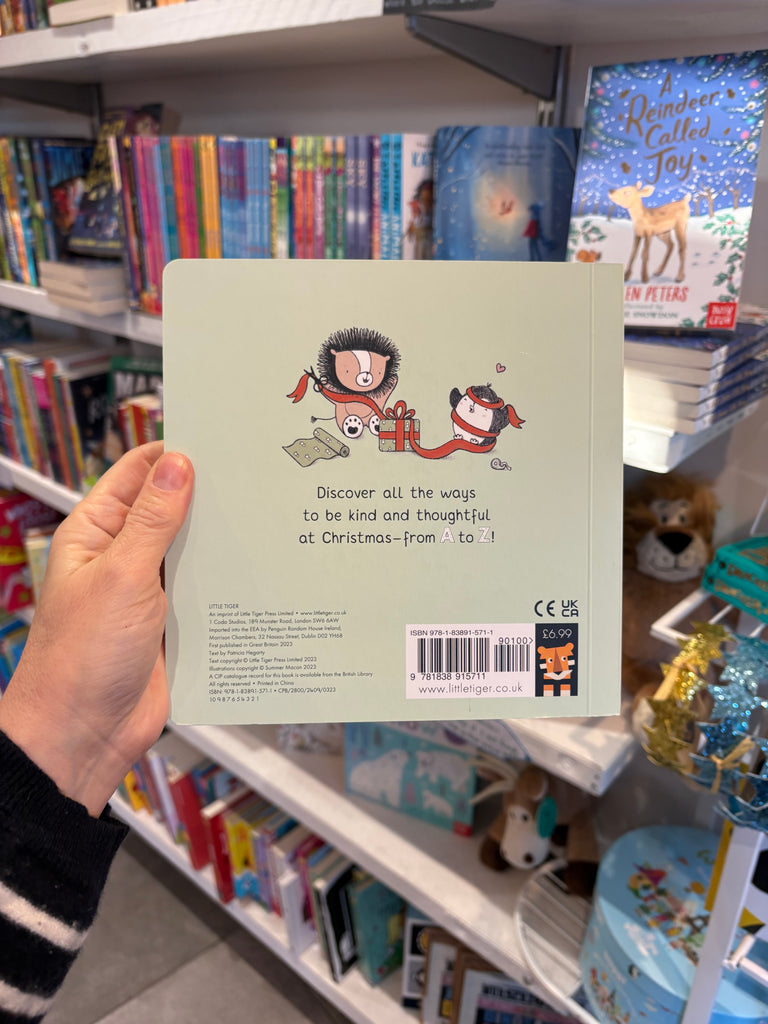 A
Reindeer
Called
Joy
EN PETERS
Discover all the ways
to be kind and thoughtful
at Christmas—from A to Z!
LITTLE TIGER
An imprint of Little Tiger Press Limited • www.littletiger.co.uk
1 Coda Studios, 189 Munster Road, London SW6 6AW
Imported into the EEA by Penguin Random House Ireland,
Morrison Chambers, 32 Nassau Street, Dublin D02 YH68
First published in Great Britain 2023
Text by Patricia Hegarty
Text copyright © Little Tiger Press Limited 2023
Illustrations copyright © Summer Macon 2023
A CIP catalogue record for this book is available from the British Library
All rights reserved • Printed in China
ISBN: 978-1-83891-571-1 • CPB/2800/2409/0323
10 9 8 7 6 5 4 3 2 1
CE UK
CA
ISBN 978-1-83891-571-1
90100>
9 781838 915711
www.littletiger.co.uk
£6.99